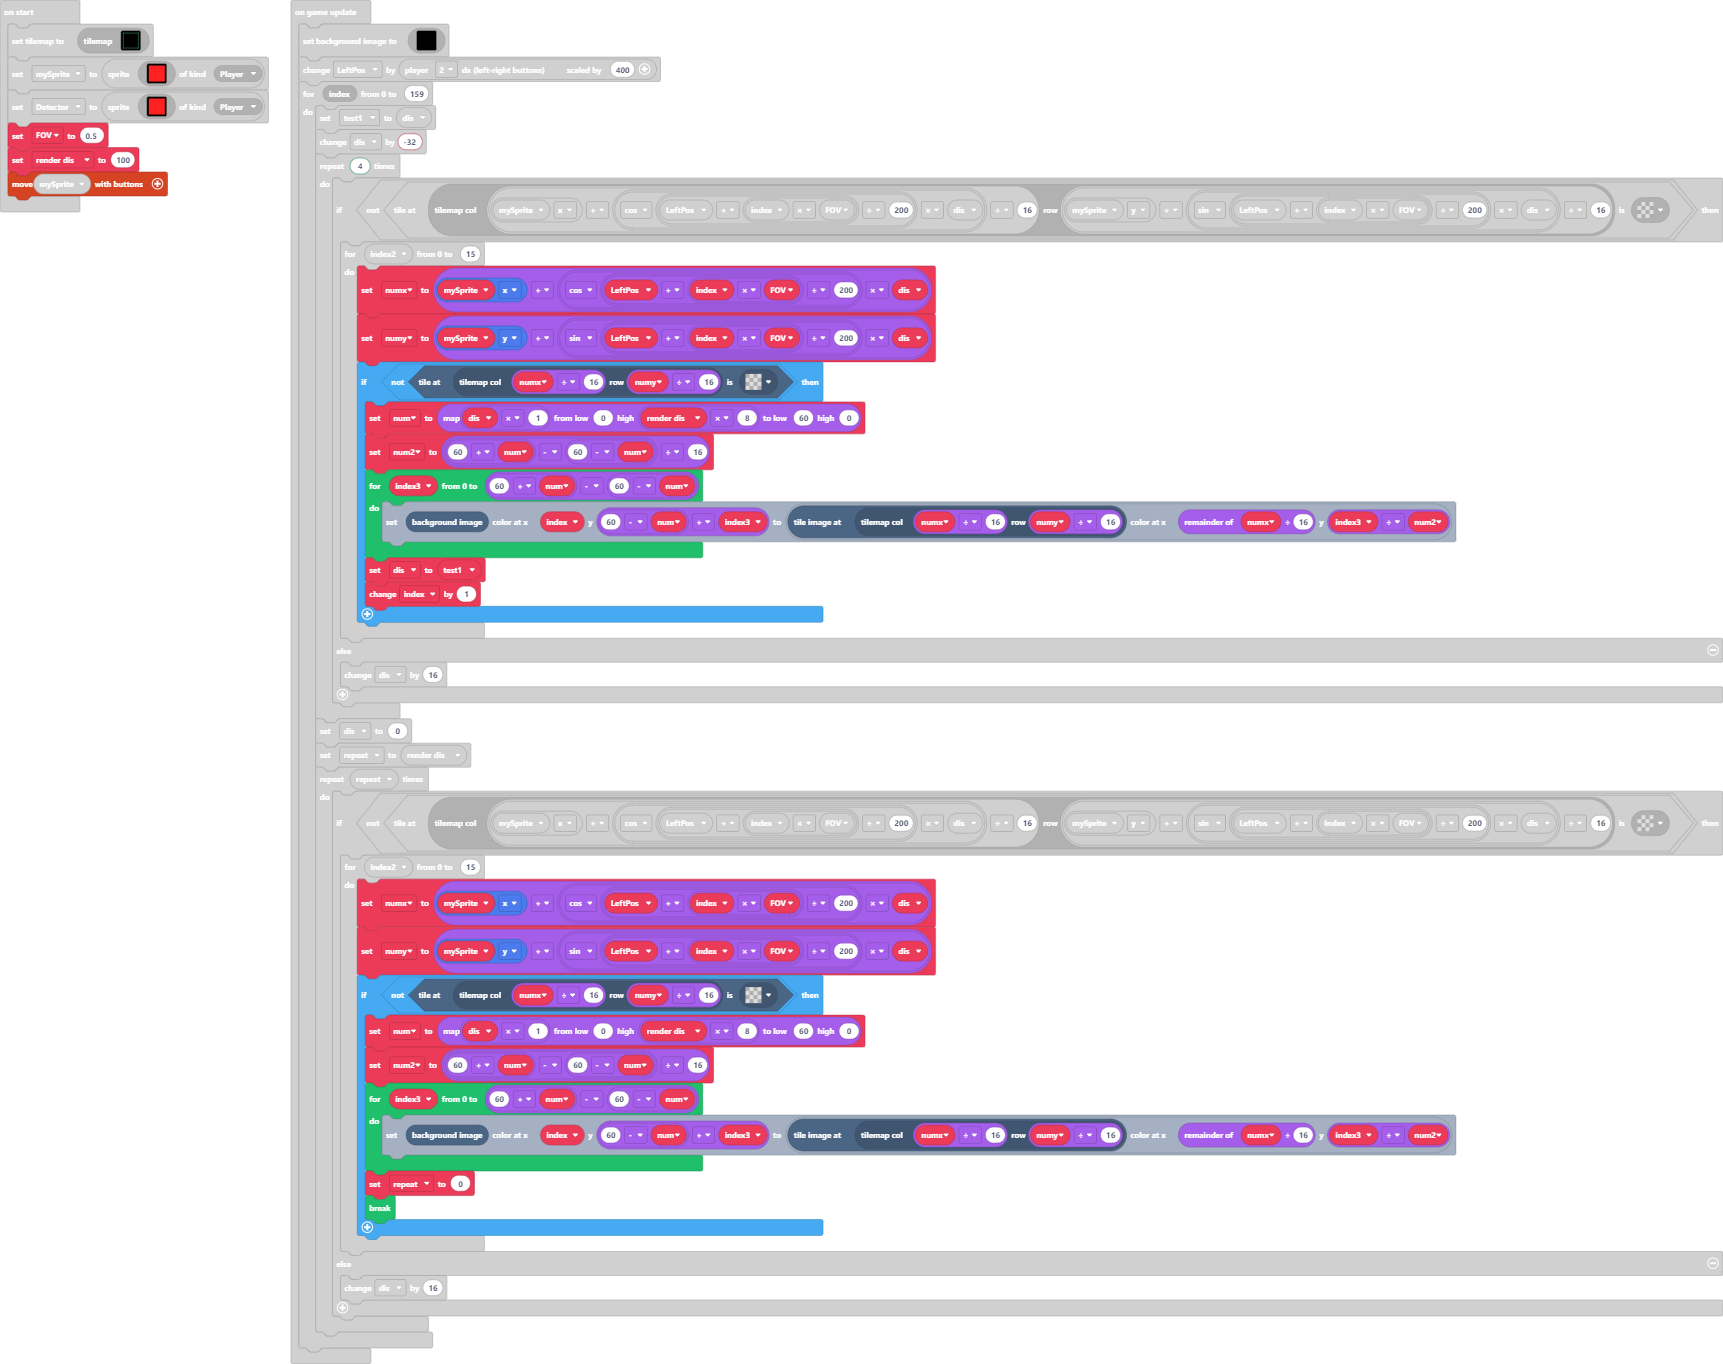 on start
set tilemap to tilemap
set mySprite to sprite of kind Player
set Detector to sprite of kind Player
set FOV to 0.5
set render dis to 100
move mySprite with buttons
on game update
set background image to
change LeftPos by player 2 dx (left-right buttons) scaled by 400
for index from 0 to 159
do set test1 to dis
change dis by -32
repeat 4 times
do
if not tile at tilemap col mySprite x + cos LeftPos + index × FOV ÷ 200 × dis ÷ 16 row mySprite y + sin LeftPos + index × FOV ÷ 200 × dis ÷ 16 is then
for index2 from 0 to 15
do
set numx to mySprite x + cos LeftPos + index × FOV ÷ 200 × dis
set numy to mySprite y + sin LeftPos + index × FOV ÷ 200 × dis
if not tile at tilemap col numx ÷ 16 row numy ÷ 16 is then
set num to map dis × 1 from low 0 high render dis × 8 to low 60 high 0
set num2 to 60 + num - 60 - num ÷ 16
for index3 from 0 to 60 + num - 60 - num
do set background image color at x index y 60 - num + index3 to tile image at tilemap col numx ÷ 16 row numy ÷ 16 color at x remainder of numx ÷ 16 y index3 ÷ num2
set dis to test1
change index by 1
else
change dis by 16
set dis to 0
set repeat to render dis
repeat repeat times
do
if not tile at tilemap col mySprite x + cos LeftPos + index × FOV ÷ 200 × dis ÷ 16 row mySprite y + sin LeftPos + index × FOV ÷ 200 × dis ÷ 16 is then
for index2 from 0 to 15
do
set numx to mySprite x + cos LeftPos + index × FOV ÷ 200 × dis
set numy to mySprite y + sin LeftPos + index × FOV ÷ 200 × dis
if not tile at tilemap col numx ÷ 16 row numy ÷ 16 is then
set num to map dis × 1 from low 0 high render dis × 8 to low 60 high 0
set num2 to 60 + num - 60 - num ÷ 16
for index3 from 0 to 60 + num - 60 - num
do set background image color at x index y 60 - num + index3 to tile image at tilemap col numx ÷ 16 row numy ÷ 16 color at x remainder of numx ÷ 16 y index3 ÷ num2
set repeat to 0
break
else
change dis by 16